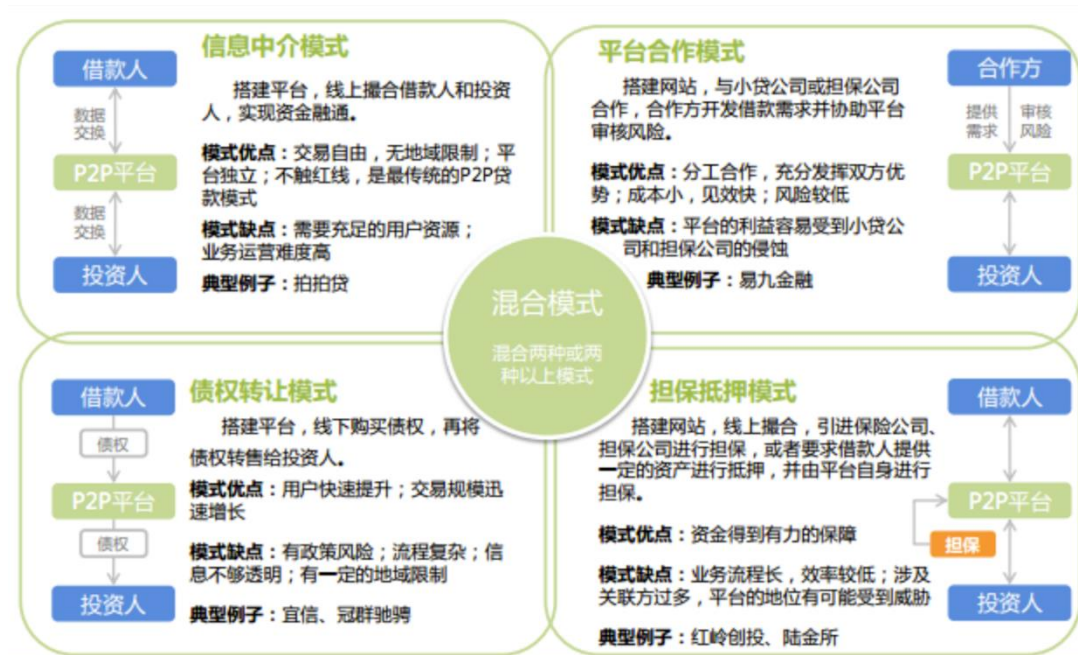 信息中介模式
借款人
数据
交换
P2P平台
数据
交换
投资人
搭建平台，线上撮合借款人和投资
人，实现资金融通。
模式优点：交易自由，无地域限制；平
台独立；不触红线，是最传统的P2P贷
款模式
模式缺点：需要充足的用户资源；
业务运营难度高
典型例子：拍拍贷
平台合作模式
搭建网站，与小贷公司或担保公司
合作，合作方开发借款需求并协助平台
审核风险。
模式优点：分工合作，充分发挥双方优
势；成本小，见效快；风险较低
模式缺点：平台的利益容易受到小贷公
司和担保公司的侵蚀
典型例子：易九金融
合作方
提供 审核
需求 风险
P2P平台
投资人
混合模式
混合两种或两
种以上模式
债权转让模式
借款人
债权
P2P平台
债权
投资人
搭建平台，线下购买债权，再将
债权转售给投资人。
模式优点：用户快速提升；交易规模迅
速增长
模式缺点：有政策风险；流程复杂；信
息不够透明；有一定的地域限制
典型例子：宜信、冠群驰骋
担保抵押模式
搭建网站，线上撮合，引进保险公司、
担保公司进行担保，或者要求借款人提供
一定的资产进行抵押，并由平台自身进行
担保。
模式优点：资金得到有力的保障
模式缺点：业务流程长，效率较低；涉及
关联方过多，平台的地位有可能受到威胁
典型例子：红岭创投、陆金所
借款人
P2P平台
担保
投资人